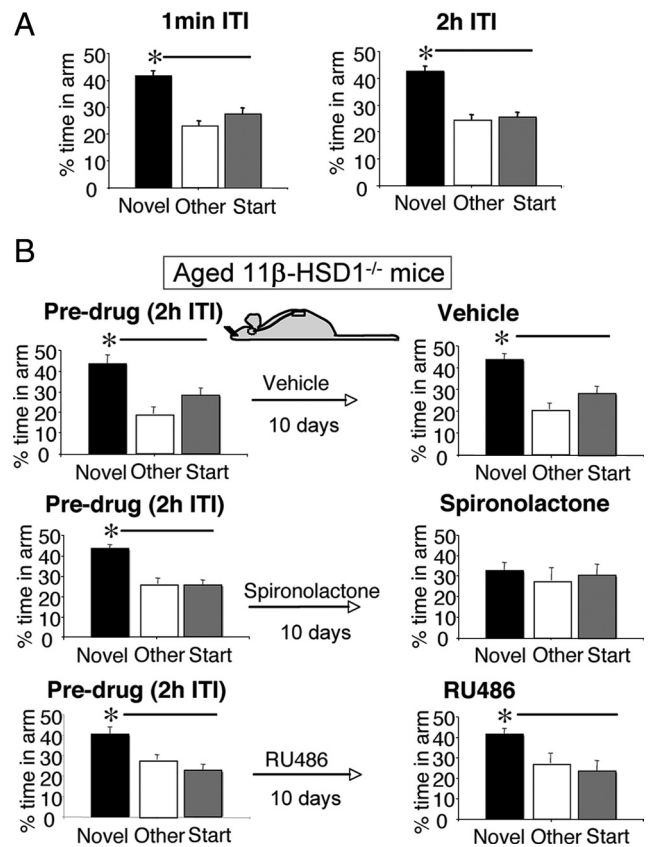 A
1min ITI
2h ITI
% time in arm
50
40
30
20
10
0
*
Novel Other Start
% time in arm
50
40
30
20
10
0
*
Novel Other Start
B
Aged 11β-HSD1-/- mice
Pre-drug (2h ITI)
% time in arm
50
40
30
20
10
0
*
Novel Other Start
Vehicle
10 days
Vehicle
% time in arm
50
40
30
20
10
0
*
Novel Other Start
Pre-drug (2h ITI)
% time in arm
50
40
30
20
10
0
*
Novel Other Start
Spironolactone
10 days
Spironolactone
% time in arm
50
40
30
20
10
0
Novel Other Start
Pre-drug (2h ITI)
% time in arm
50
40
30
20
10
0
*
Novel Other Start
RU486
10 days
RU486
% time in arm
50
40
30
20
10
0
*
Novel Other Start